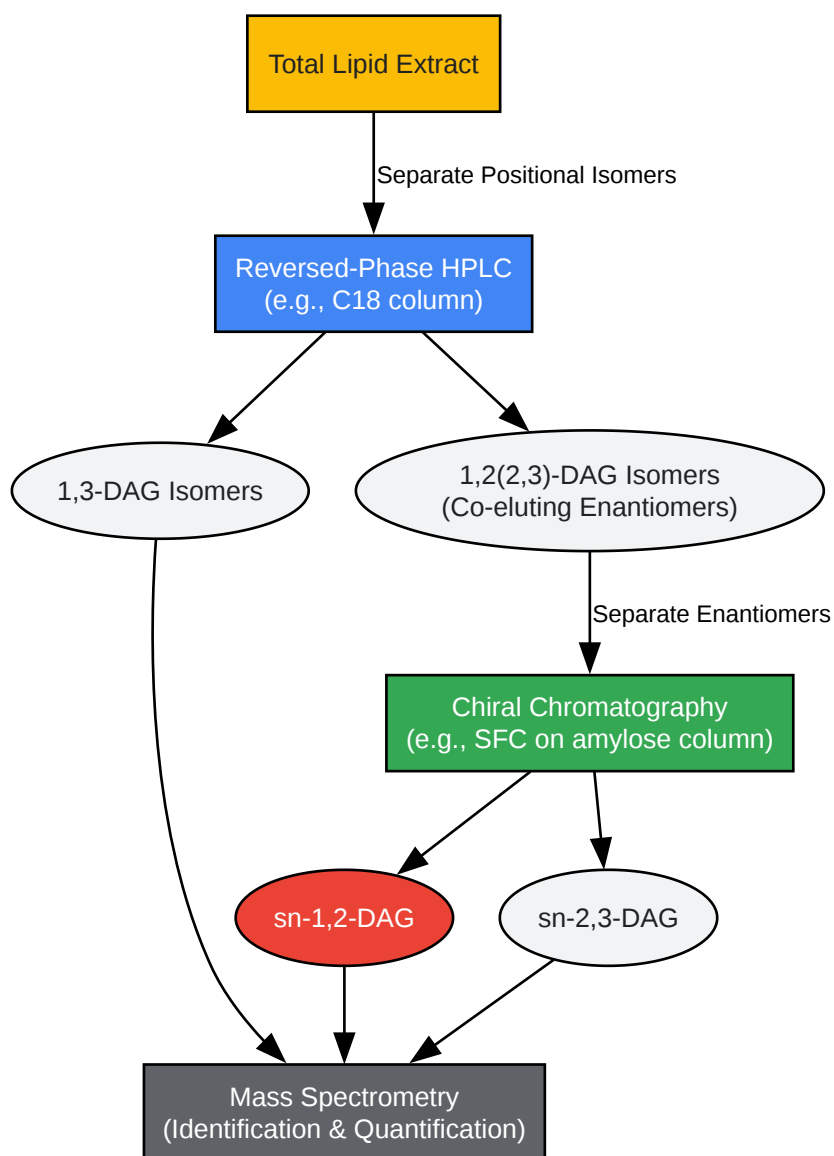 Total Lipid Extract
Separate Positional Isomers
Reversed-Phase HPLC
(e.g., C18 column)
1,3-DAG Isomers
1,2(2,3)-DAG Isomers
(Co-eluting Enantiomers)
Separate Enantiomers
Chiral Chromatography
(e.g., SFC on amylose column)
sn-1,2-DAG
sn-2,3-DAG
Mass Spectrometry
(Identification & Quantification)